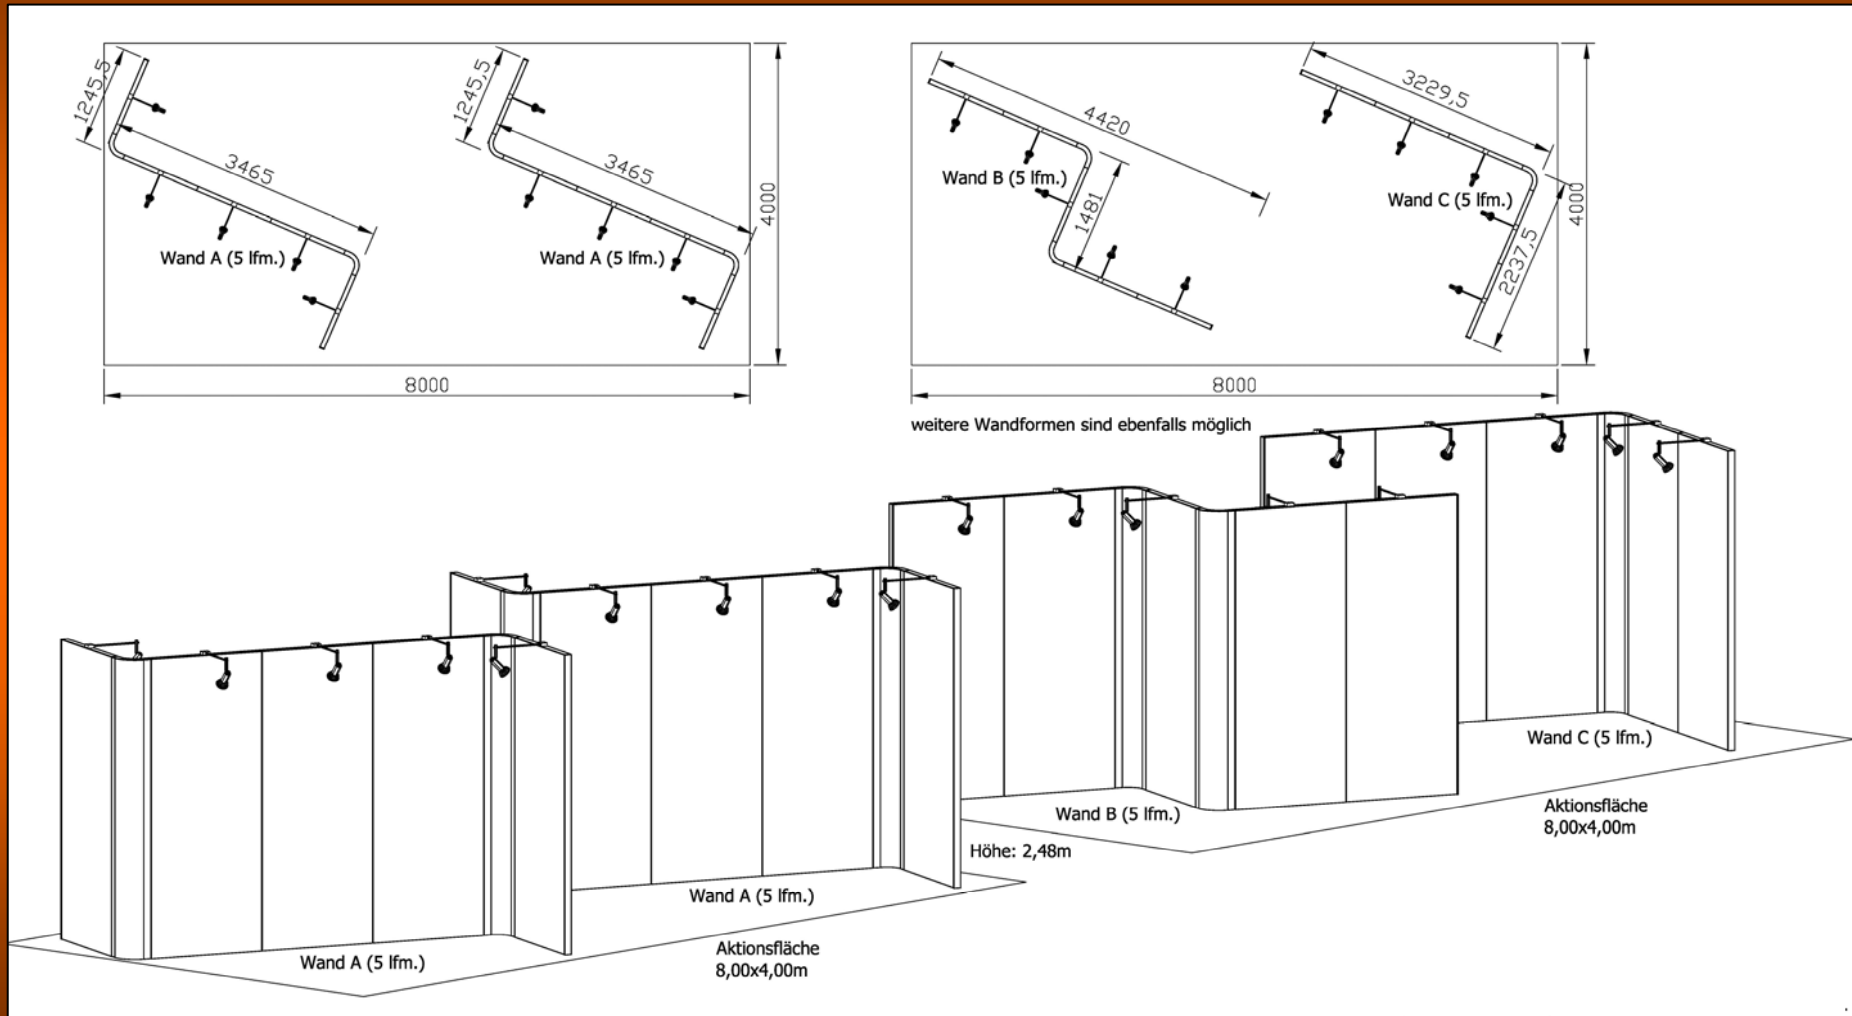 1245,5
3465
Wand A (5 lfm.)
1245,5
3465
Wand A (5 lfm.)
4000
8000
4420
Wand B (5 lfm.)
1481
3229,5
Wand C (5 lfm.)
2237,5
4000
8000
weitere Wandformen sind ebenfalls möglich
Wand C (5 lfm.)
Aktionsfläche
8,00x4,00m
Wand B (5 lfm.)
Höhe: 2,48m
Wand A (5 lfm.)
Aktionsfläche
8,00x4,00m
Wand A (5 lfm.)